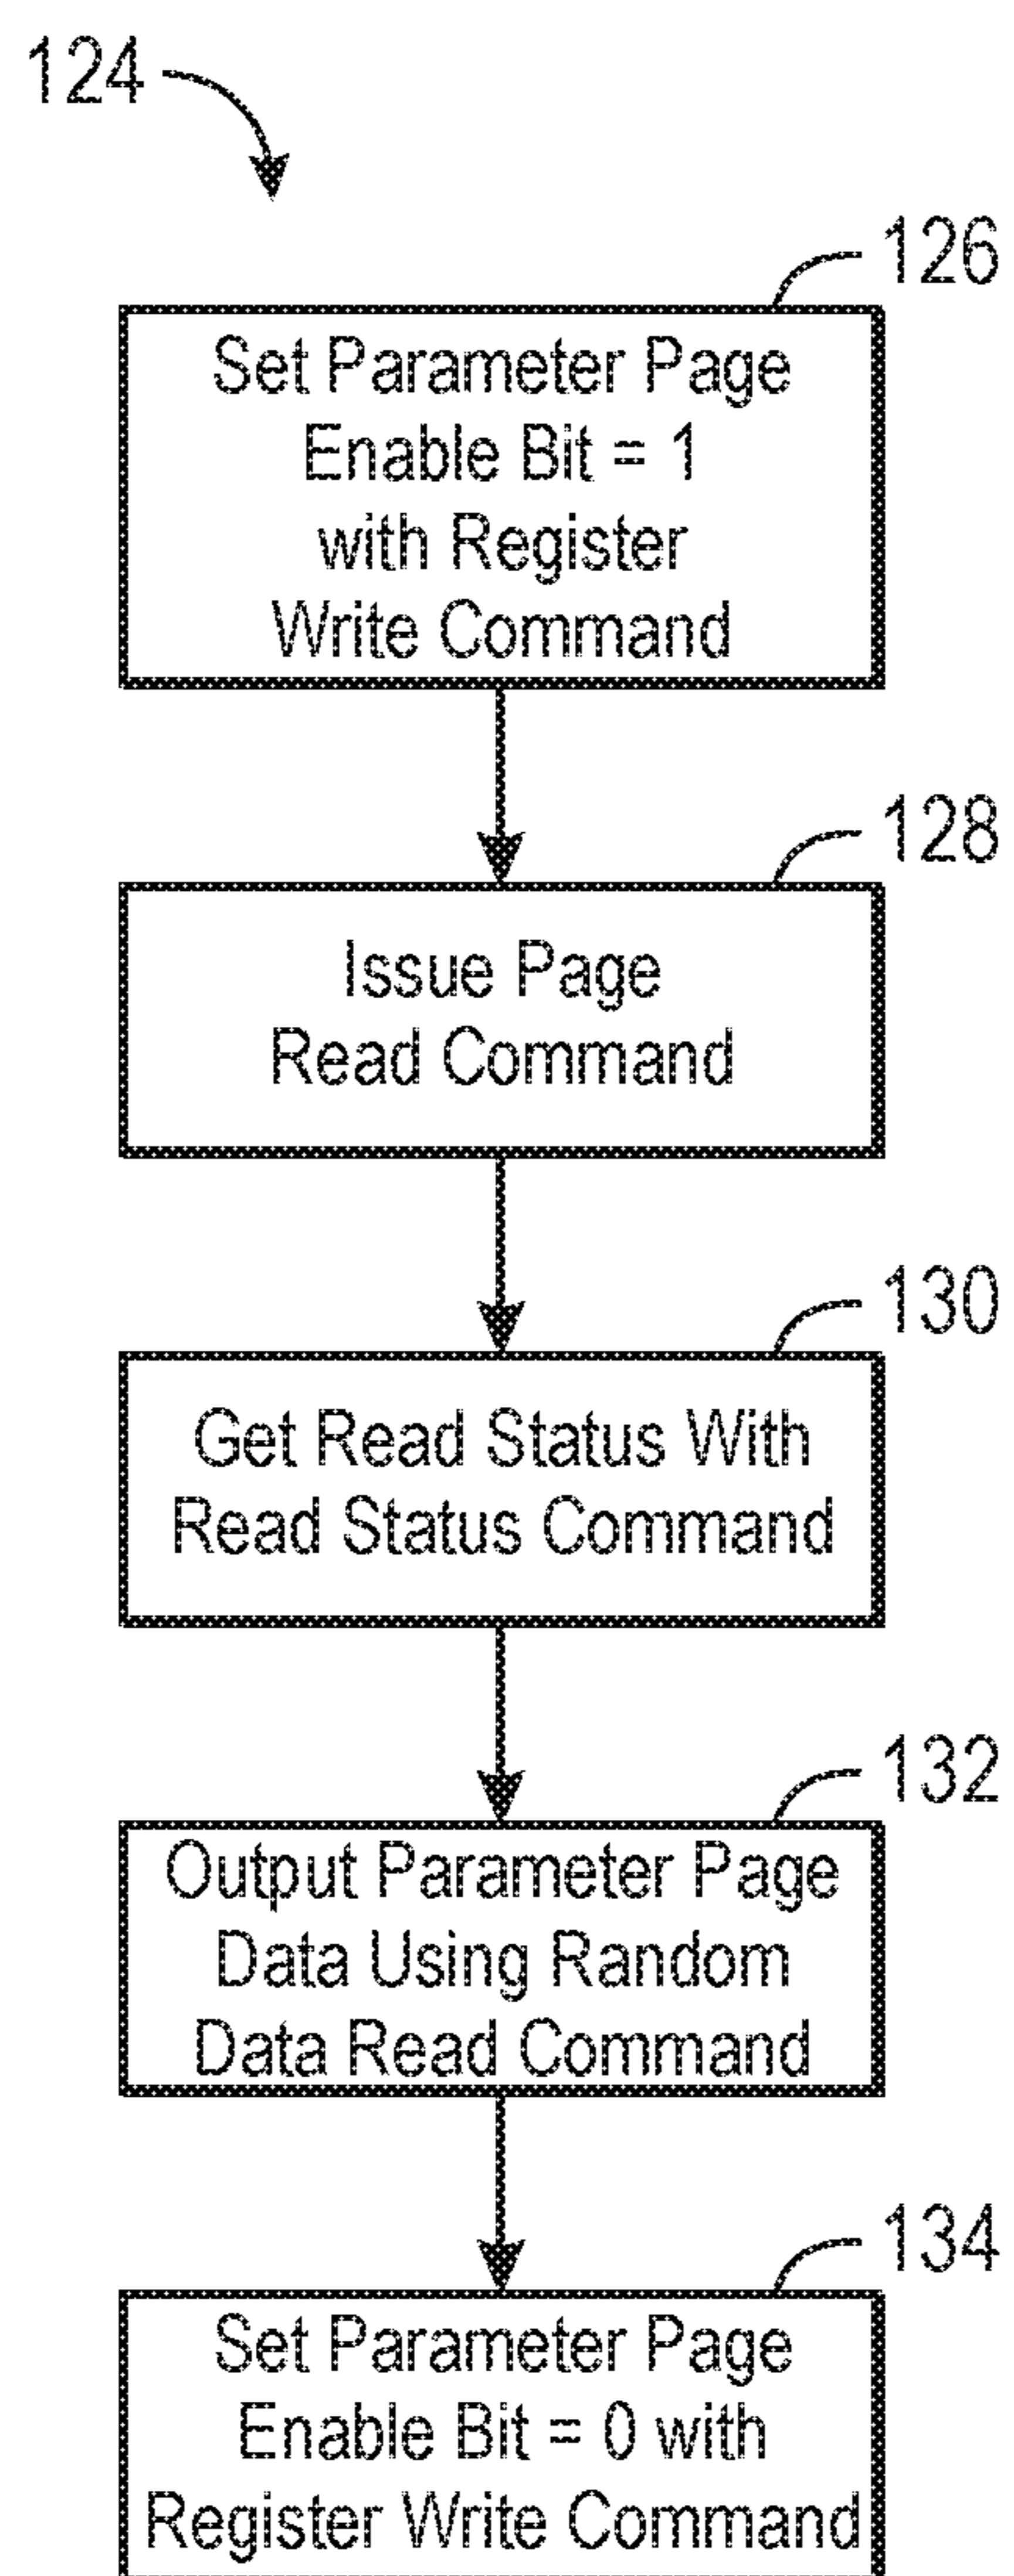 124
126
Set Parameter Page
Enable Bit = 1
with Register
Write Command
128
Issue Page
Read Command
130
Get Read Status With
Read Status Command
132
Output Parameter Page
Data Using Random
Data Read Command
134
Set Parameter Page
Enable Bit = 0 with
Register Write Command